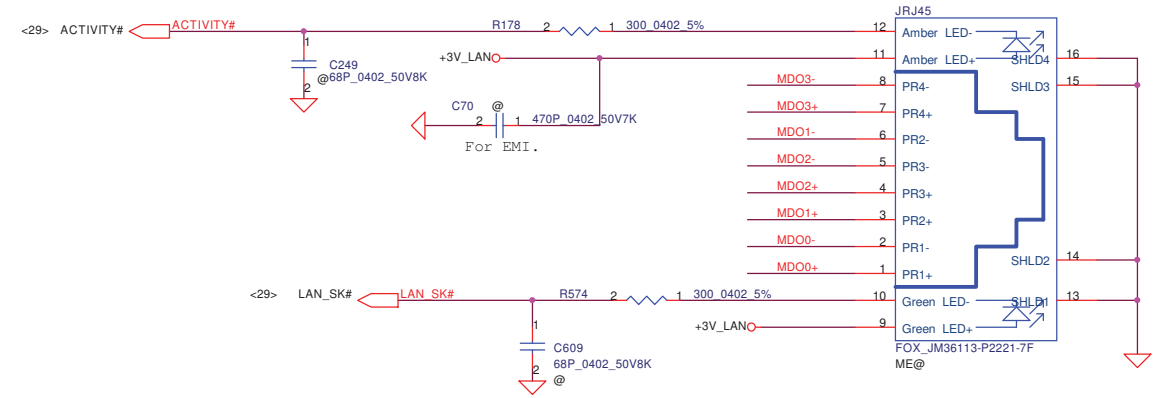 JRJ45
<29> ACTIVITY# ACTIVITY# R178 2 1 300_0402_5% 12 Amber LED-
1 C249 @68P_0402_50V8K 2
+3V_LAN 11 Amber LED+ SHLD4 16
MDO3- 8 PR4- SHLD3 15
C70 @ 2 1 470P_0402_50V7K
For EMI.
MDO3+ 7 PR4+
MDO1- 6 PR2-
MDO2- 5 PR3-
MDO2+ 4 PR3+
MDO1+ 3 PR2+
MDO0- 2 PR1-
SHLD2 14
MDO0+ 1 PR1+
<29> LAN_SK# LAN_SK# R574 2 1 300_0402_5% 10 Green LED- SHLD1 13
+3V_LAN 9 Green LED+
1 C609
68P_0402_50V8K
2 @
FOX_JM36113-P2221-7F
ME@